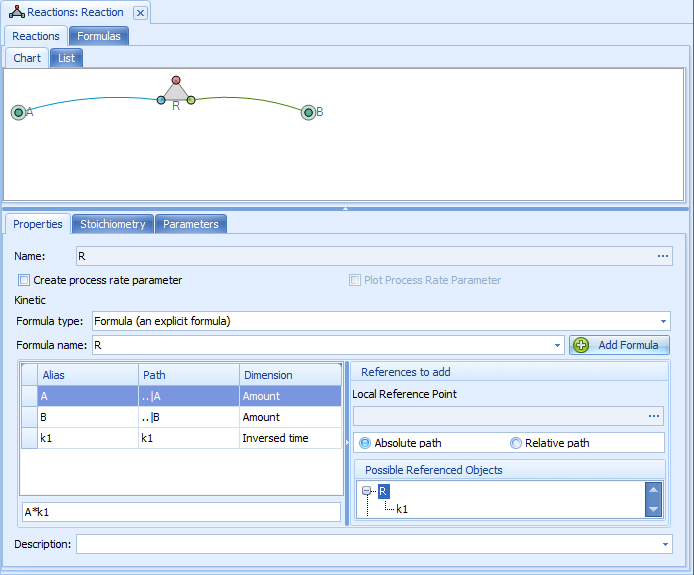 Reactions: Reaction
Reactions Formulas
Chart List
A R B
Properties Stoichiometry Parameters
Name: R ...
Create process rate parameter Plot Process Rate Parameter
Kinetic
Formula type: Formula (an explicit formula)
Formula name: R Add Formula
Alias Path Dimension
A ..|A Amount
B ..|B Amount
k1 k1 Inversed time
A*k1
References to add
Local Reference Point
...
Absolute path Relative path
Possible Referenced Objects
R
k1
Description: